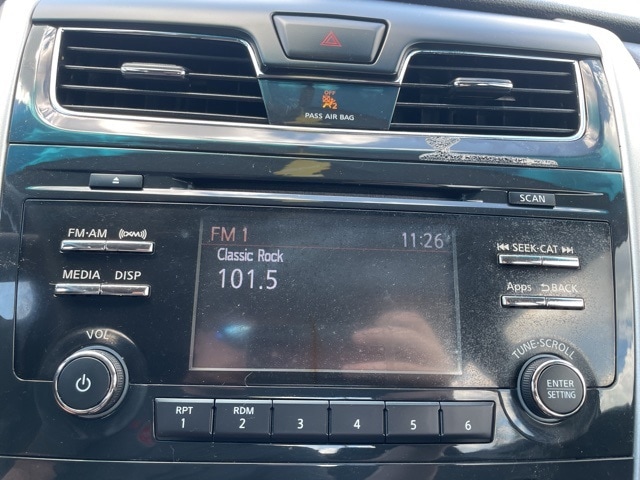 OFF
PASS AIR BAG
SCAN
FM·AM (((XM)))
MEDIA DISP
FM 1 11:26
Classic Rock
101.5
SEEK·CAT
Apps BACK
VOL
TUNE·SCROLL
ENTER
SETTING
RPT RDM
1 2 3 4 5 6